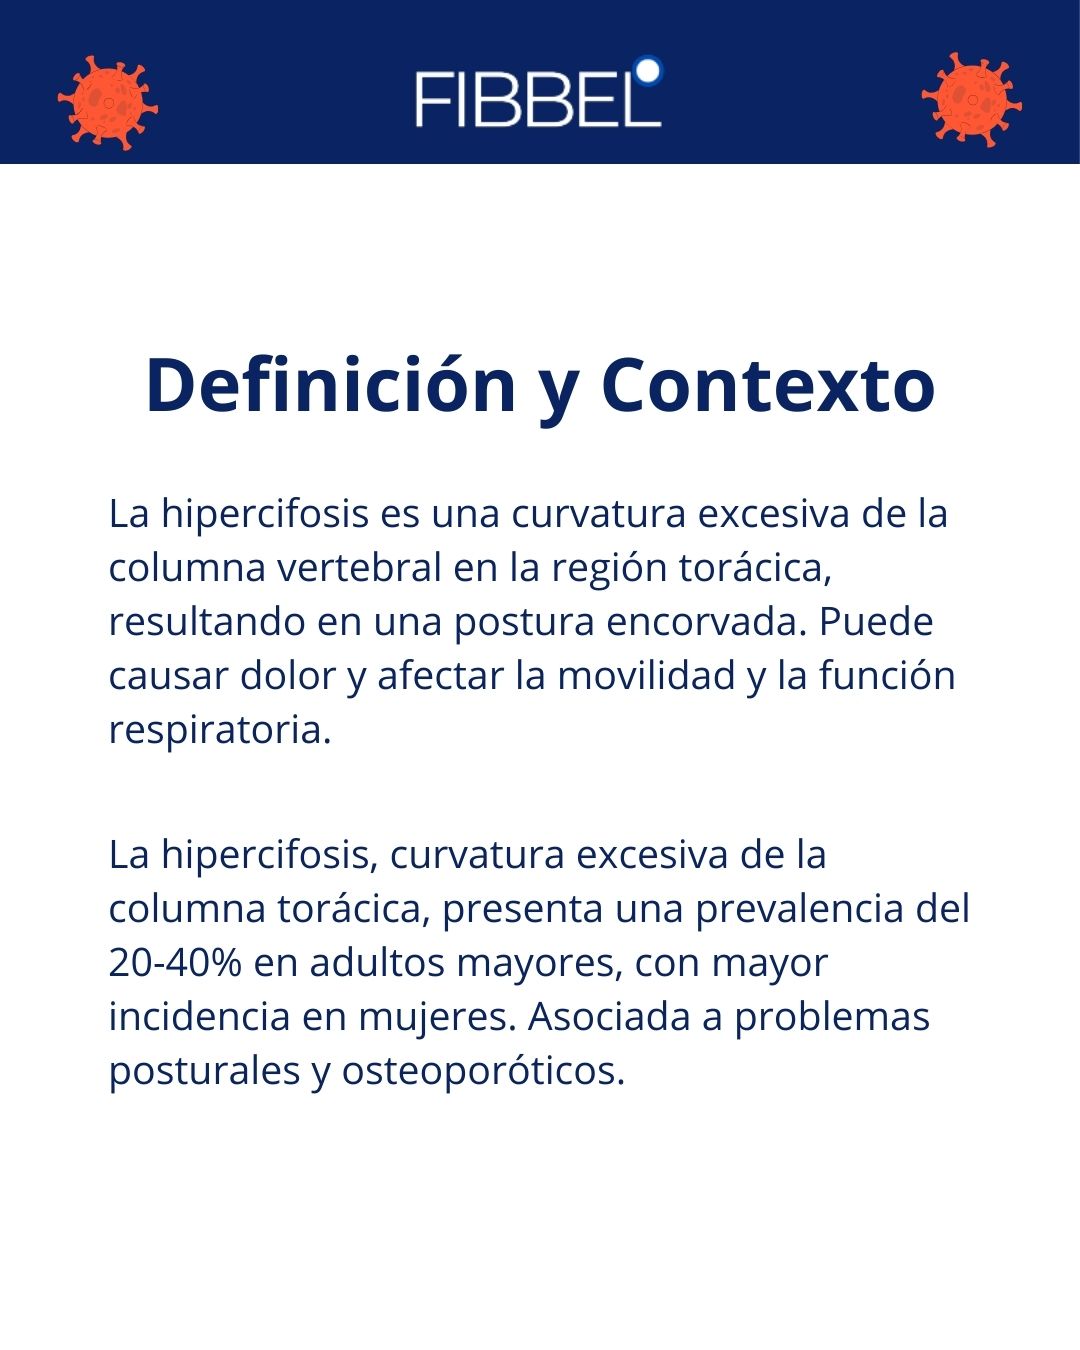 FIBBEL
Definición y Contexto
La hipercifosis es una curvatura excesiva de la
columna vertebral en la región torácica,
resultando en una postura encorvada. Puede
causar dolor y afectar la movilidad y la función
respiratoria.
La hipercifosis, curvatura excesiva de la
columna torácica, presenta una prevalencia del
20-40% en adultos mayores, con mayor
incidencia en mujeres. Asociada a problemas
posturales y osteoporóticos.